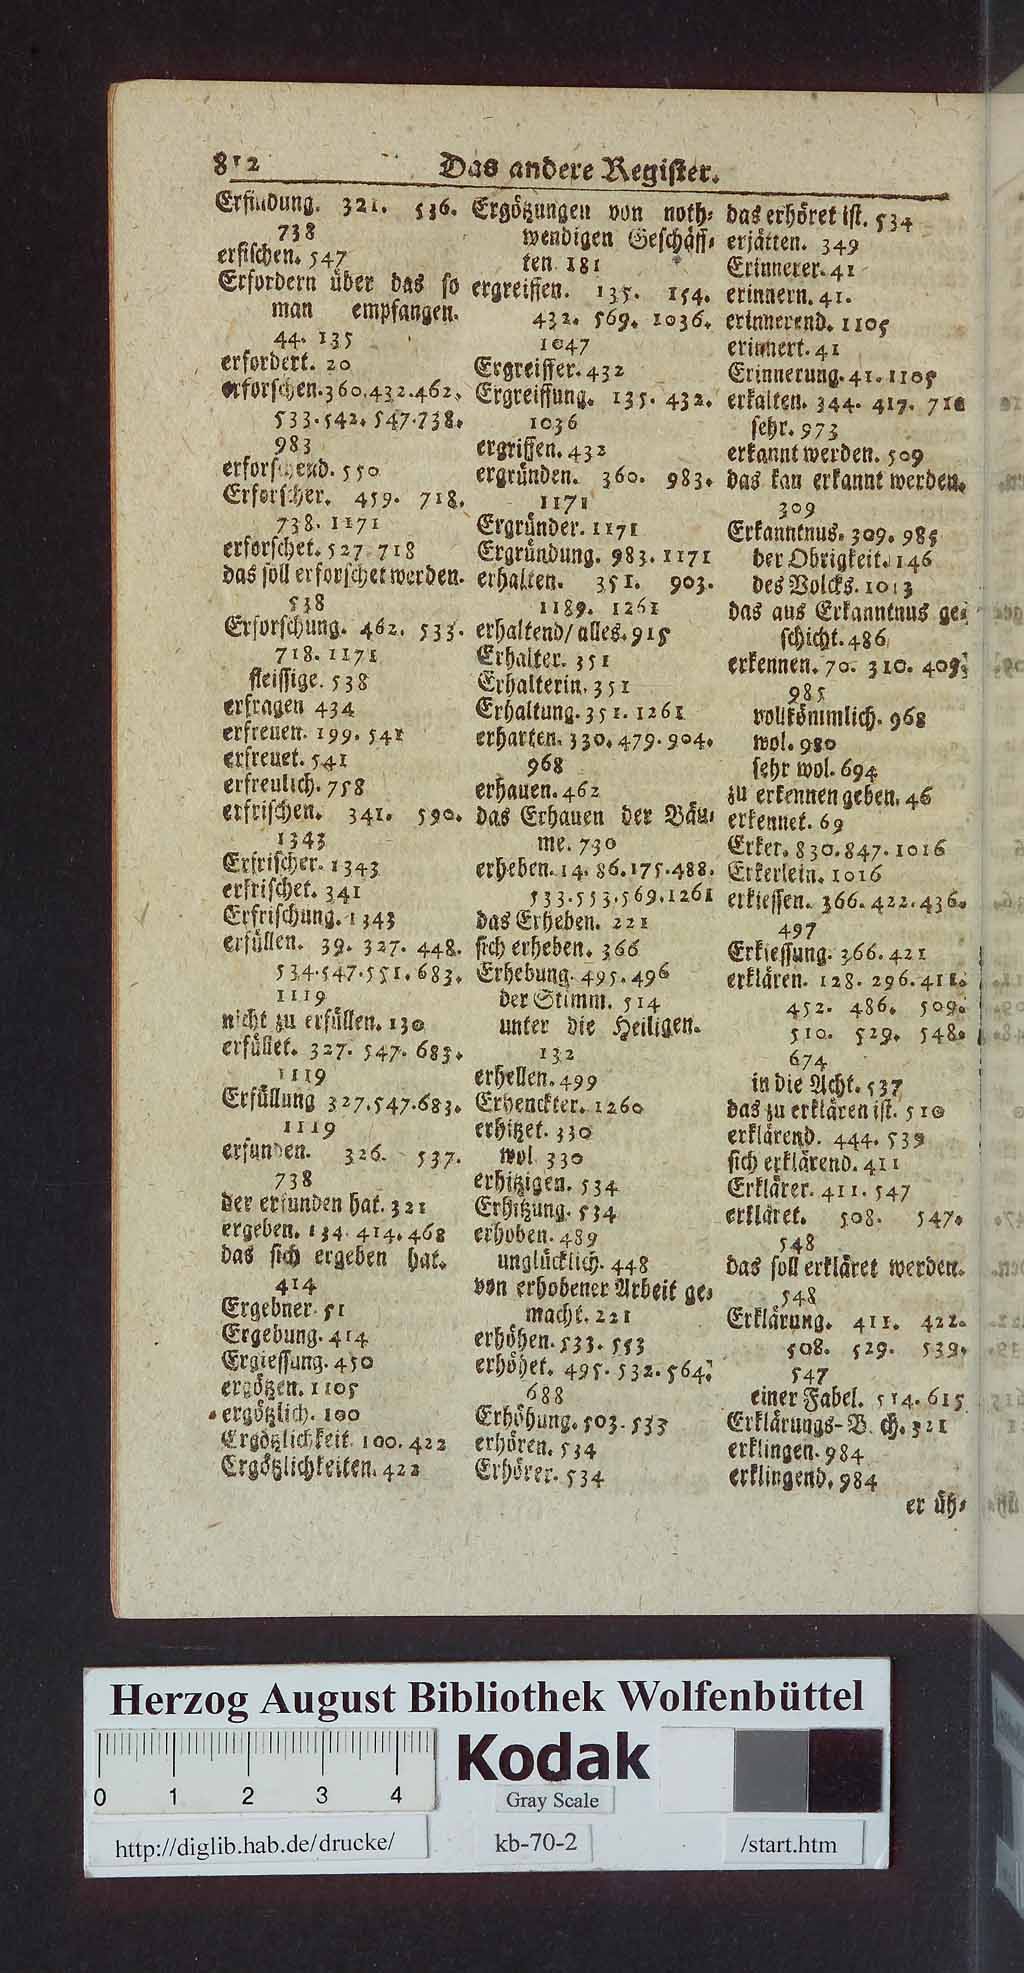 812 Das andere Register.
Erfindung. 321. 536.
738
erfischen. 547
Erfordern über das so
man empfangen.
44. 135
erfordert. 20
erforschen. 360. 432. 462.
533. 542. 547. 738.
983
erforschend. 550
Erforscher. 459. 718.
738. 1171
erforschet. 527 718
das soll erforschet werden.
538
Erforschung. 462. 533.
718. 1171
fleissige. 538
erfragen 434
erfreuen. 199. 541
erfreuet. 541
erfreulich. 758
erfrischen. 341. 590.
1343
Erfrischer. 1343
erfrischet. 341
Erfrischung. 1343
erfüllen. 39. 327. 448.
534. 547. 551. 683.
1119
nicht zu erfüllen. 130
erfüllet. 327. 547. 683.
1119
Erfüllung 327. 547. 683.
1119
erfunden. 326. 537.
738
der erfunden hat. 321
ergeben. 134. 414. 468
das sich ergeben hat.
414
Ergebner. 51
Ergebung. 414
Ergiessung. 450
ergötzen. 1105
ergötzlich. 100
Ergötzlichkeit. 100. 422
Ergötzlichkeiten. 422
Ergötzungen von noth-
wendigen Geschäff-
ten 181
ergreiffen. 135. 154.
432. 569. 1036.
1047
Ergreiffer. 432
Ergreiffung. 135. 432.
1036
ergriffen. 432
ergründen. 360. 983.
1171
Ergründer. 1171
Ergründung. 983. 1171
erhalten. 351. 903.
1189. 1261
erhaltend/ alles. 915
Erhalter. 351
Erhalterin. 351
Erhaltung. 351. 1261
erharten. 330. 479. 904.
968
erhauen. 462
das Erhauen der Bäu-
me. 730
erheben. 14. 86. 175. 488.
533. 553. 569. 1261
das Erheben. 221
sich erheben. 366
Erhebung. 495. 496
der Stimm. 514
unter die Heiligen.
132
erhellen. 499
Erhenckter. 1260
erhitzet. 330
wol 330
erhitzigen. 534
Erhitzung. 534
erhoben. 489
unglücklich. 448
von erhobener Arbeit ge-
macht. 221
erhöhen. 533. 553
erhöhet. 495. 532. 564.
688
Erhöhung. 503. 533
erhören. 534
Erhörer. 534
das erhöret ist. 534
erjätten. 349
Erinnerer. 41
erinnern. 41.
erinnerend. 1105
erinnert. 41
Erinnerung. 41. 1105
erkalten. 344. 417. 710
sehr. 973
erkannt werden. 509
das kan erkannt werden.
309
Erkanntnus. 309. 985
der Obrigkeit. 146
des Volcks. 1013
das aus Erkanntnus ge-
schicht. 486
erkennen. 70. 310. 409.
985
vollkömmlich. 968
wol. 980
sehr wol. 694
zu erkennen geben. 46
erkennet. 69
Erker. 830. 847. 1016
Erkerlein. 1016
erkiessen. 366. 422. 436.
497
Erkiessung. 366. 421
erklären. 128. 296. 411.
452. 486. 509.
510. 529. 548.
674
in die Acht. 537
das zu erklären ist. 510
erklärend. 444. 539
sich erklärend. 411
Erklärer. 411. 547
erkläret. 508. 547.
548
das soll erkläret werden.
548
Erklärung. 411. 422.
508. 529. 539.
547
einer Fabel. 514. 615
Erklärungs-B. ch. 321
erklingen. 984
erklingend. 984
er üh-
Herzog August Bibliothek Wolfenbüttel
Kodak
0 1 2 3 4
Gray Scale
http://diglib.hab.de/drucke/ kb-70-2 /start.htm